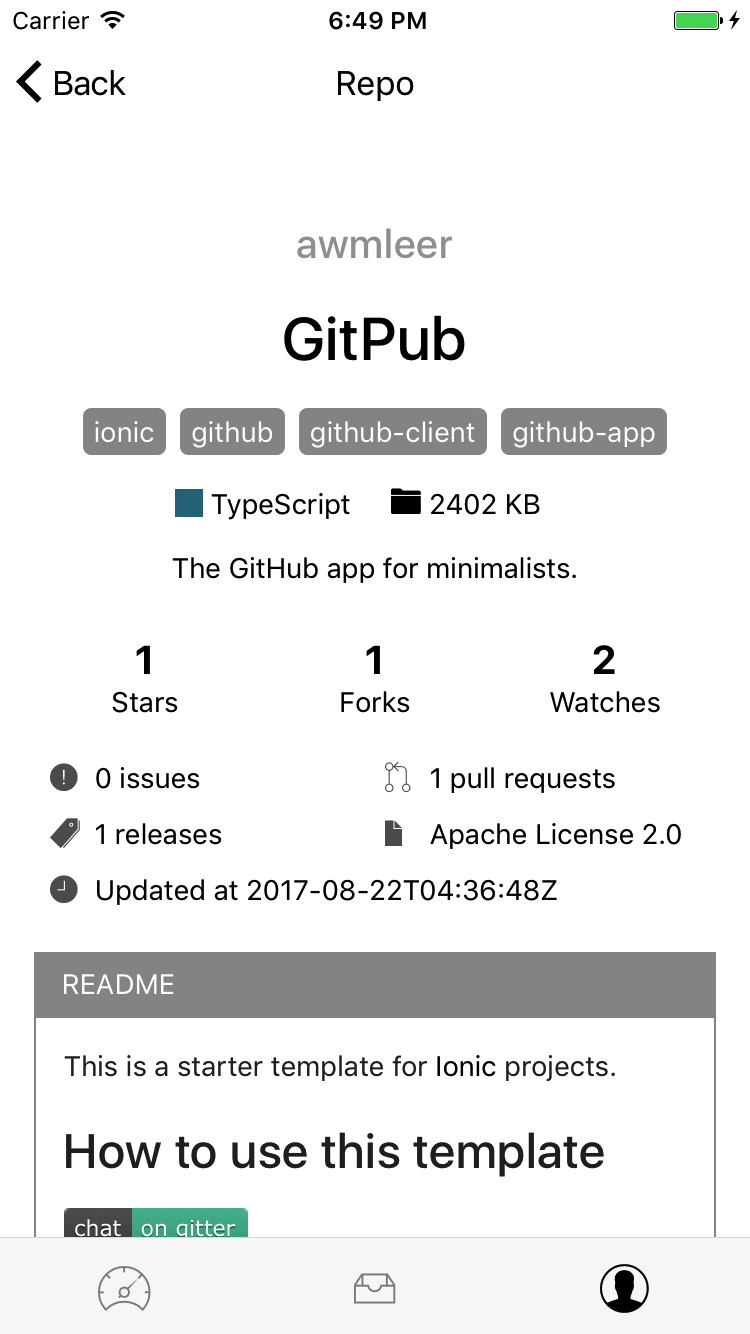 Carrier 6:49 PM
Back Repo
awmleer
GitPub
ionic github github-client github-app
TypeScript 2402 KB
The GitHub app for minimalists.
1 1 2
Stars Forks Watches
0 issues 1 pull requests
1 releases Apache License 2.0
Updated at 2017-08-22T04:36:48Z
README
This is a starter template for Ionic projects.
How to use this template
chat on gitter